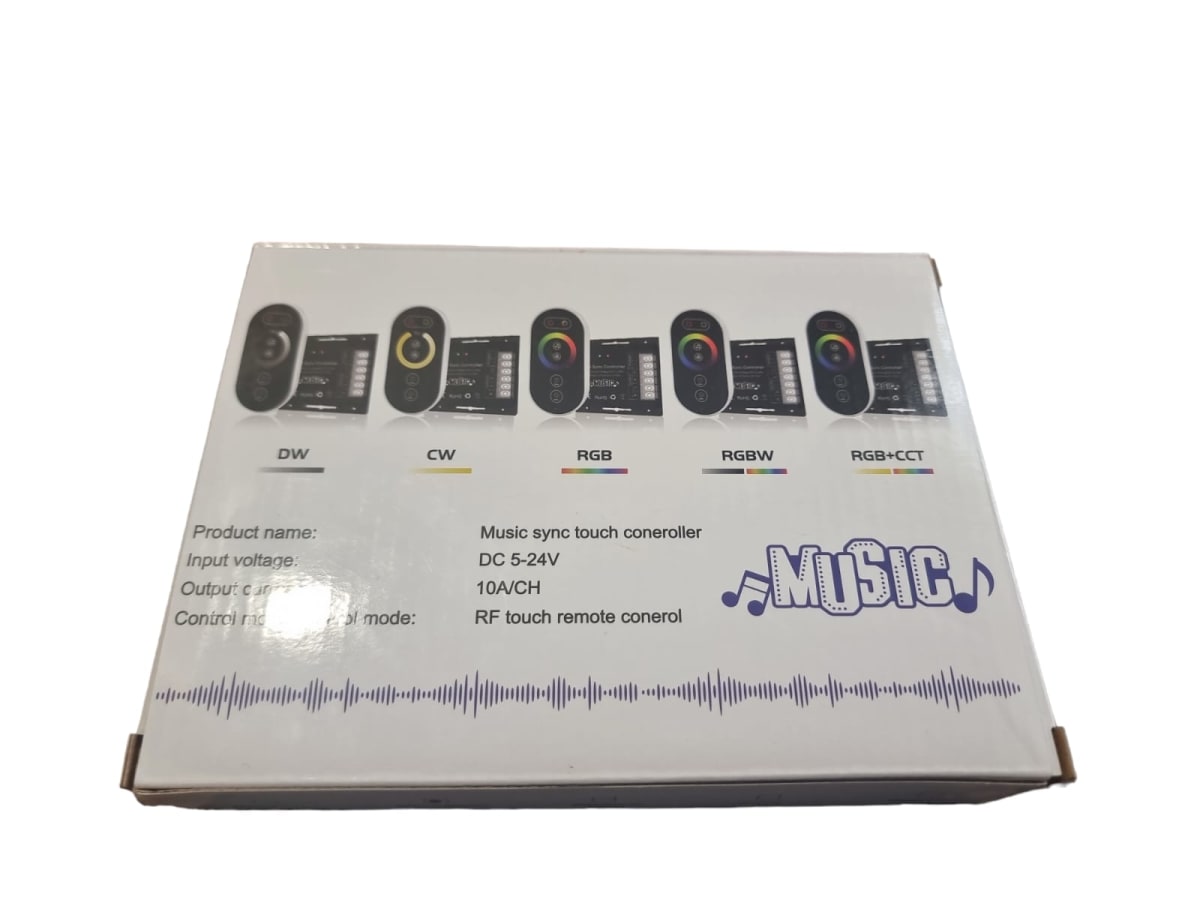 DW CW RGB RGBW RGB+CCT
Product name: Music sync touch coneroller
Input voltage: DC 5-24V
Output 10A/CH
Control mode: RF touch remote conerol
MUSIC